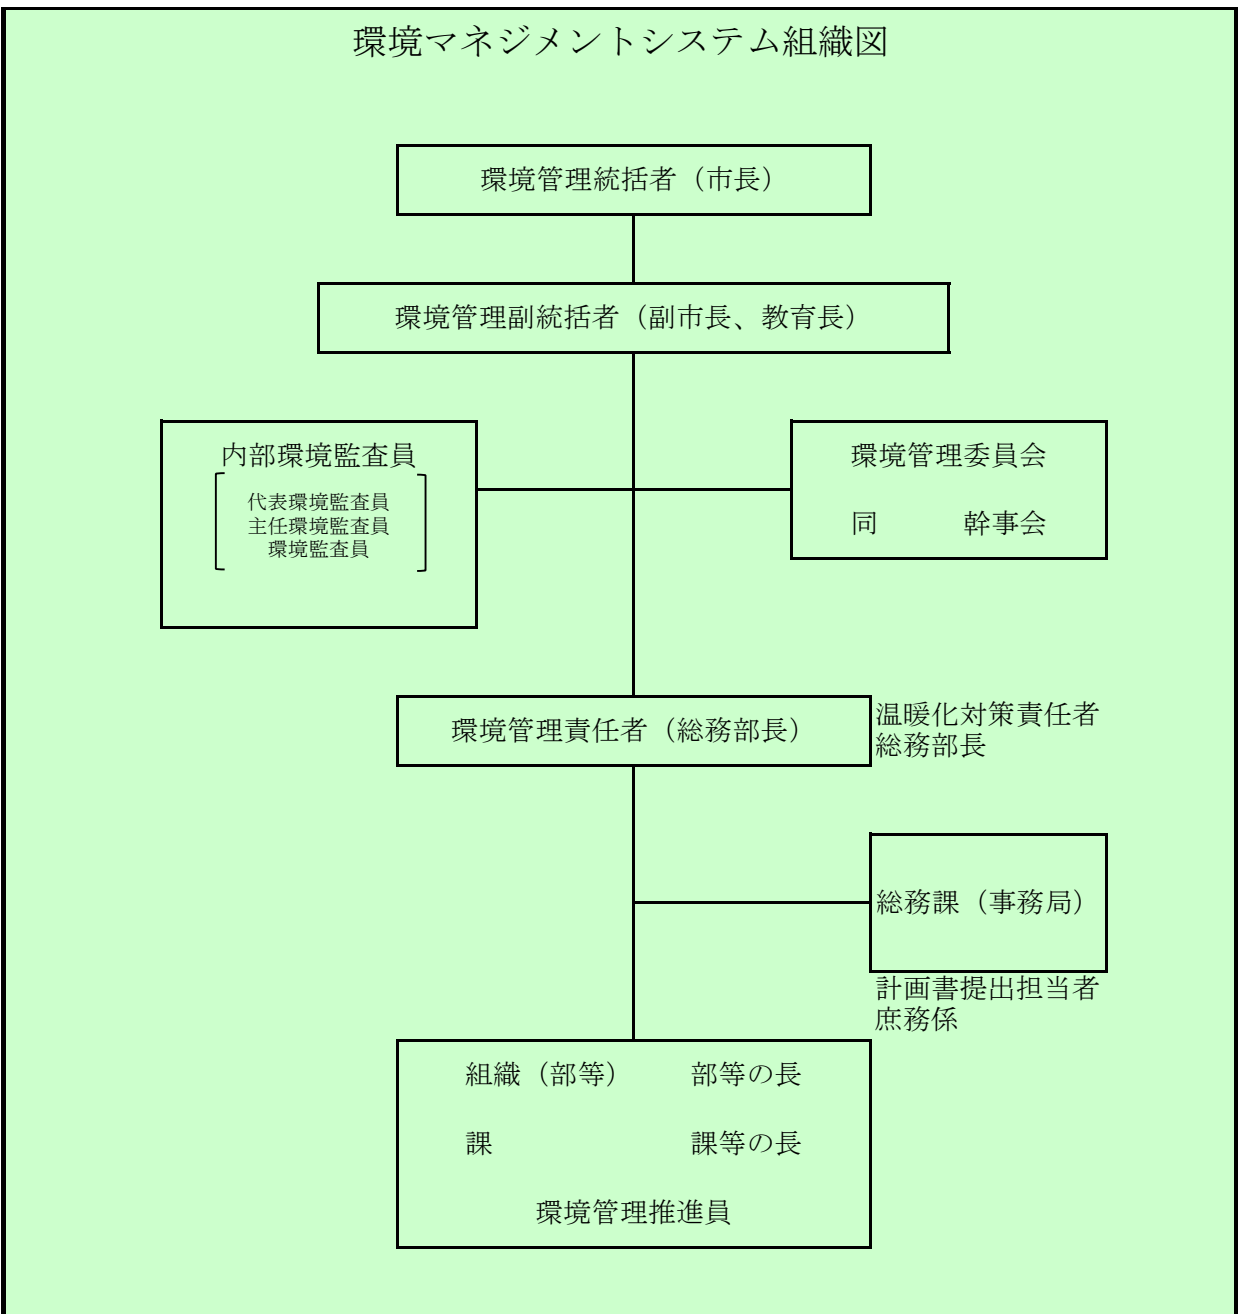 環境マネジメントシステム組織図
環境管理統括者（市長）
環境管理副統括者（副市長、教育長）
内部環境監査員
代表環境監査員
主任環境監査員
環境監査員
環境管理委員会
同　　　幹事会
環境管理責任者（総務部長）
温暖化対策責任者
総務部長
総務課（事務局）
計画書提出担当者
庶務係
組織（部等）　　部等の長
課　　　　　　　課等の長
環境管理推進員